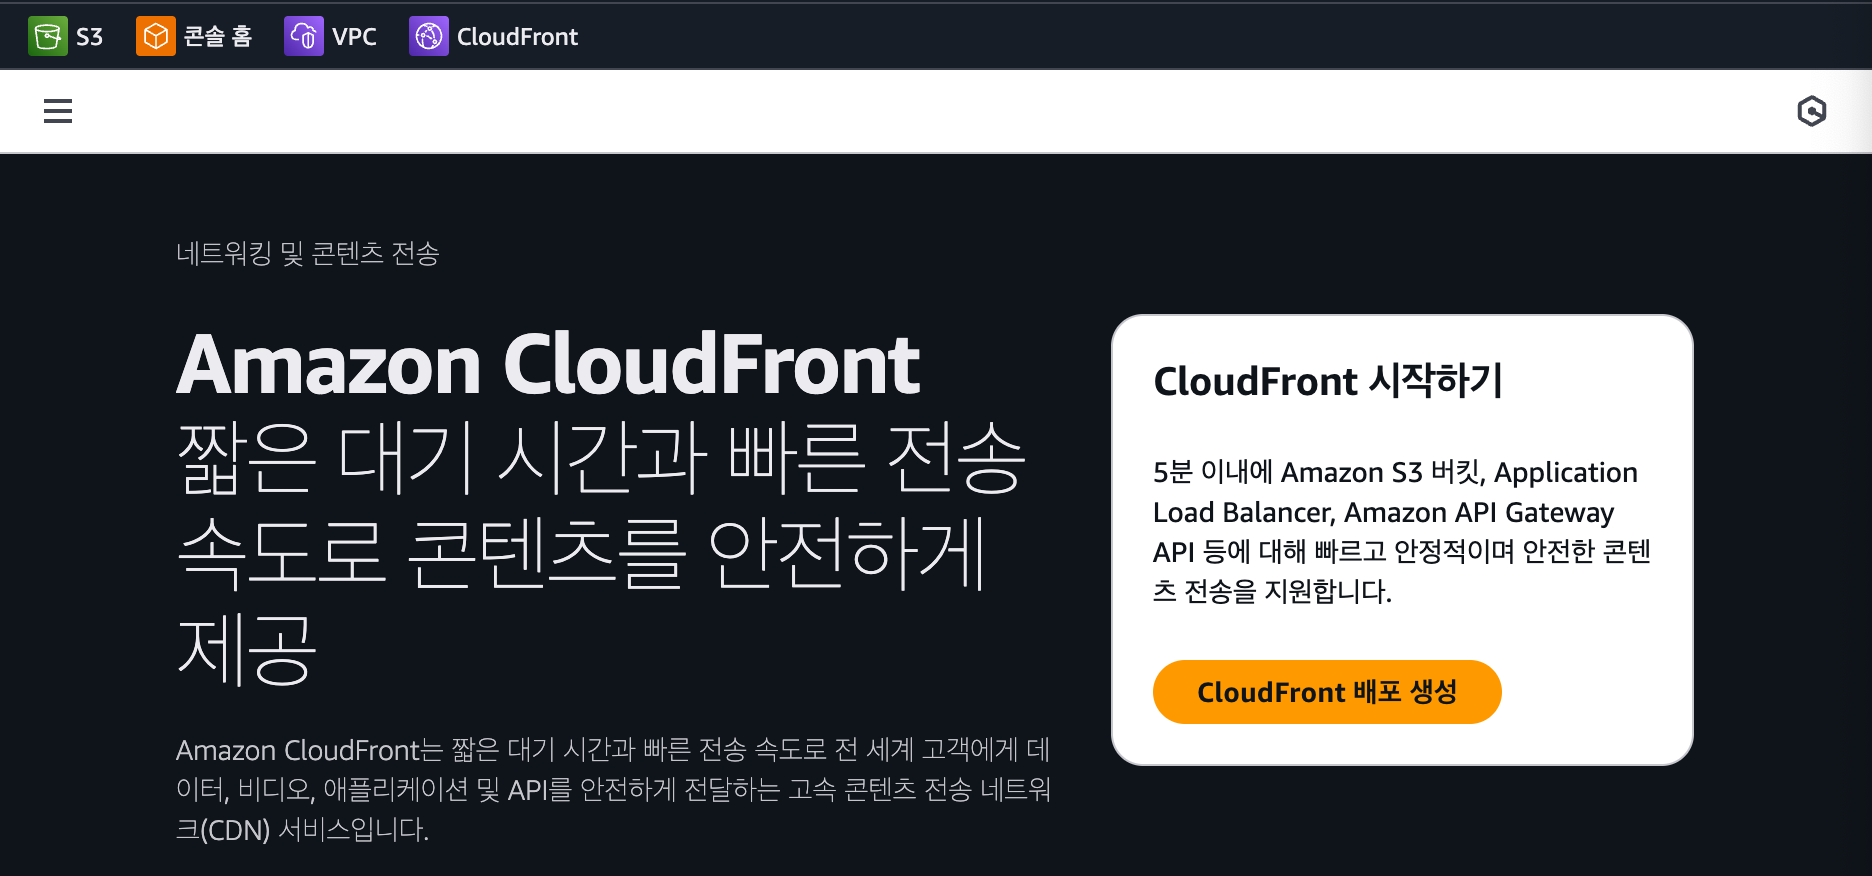 S3 콘솔 홈 VPC CloudFront
네트워킹 및 콘텐츠 전송
Amazon CloudFront
짧은 대기 시간과 빠른 전송
속도로 콘텐츠를 안전하게
제공
Amazon CloudFront는 짧은 대기 시간과 빠른 전송 속도로 전 세계 고객에게 데
이터, 비디오, 애플리케이션 및 API를 안전하게 전달하는 고속 콘텐츠 전송 네트워
크(CDN) 서비스입니다.
CloudFront 시작하기
5분 이내에 Amazon S3 버킷, Application
Load Balancer, Amazon API Gateway
API 등에 대해 빠르고 안정적이며 안전한 콘텐
츠 전송을 지원합니다.
CloudFront 배포 생성